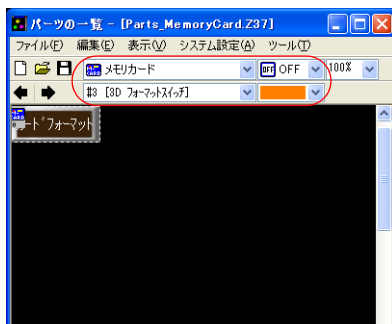 パーツの一覧 - [Parts_MemoryCard.Z37]
ファイル(F) 編集(E) 表示(V) システム設定(A) ツール(T)
メモリカード OFF OFF 100%
#3 [3D フォーマットスイッチ]
カードフォーマット